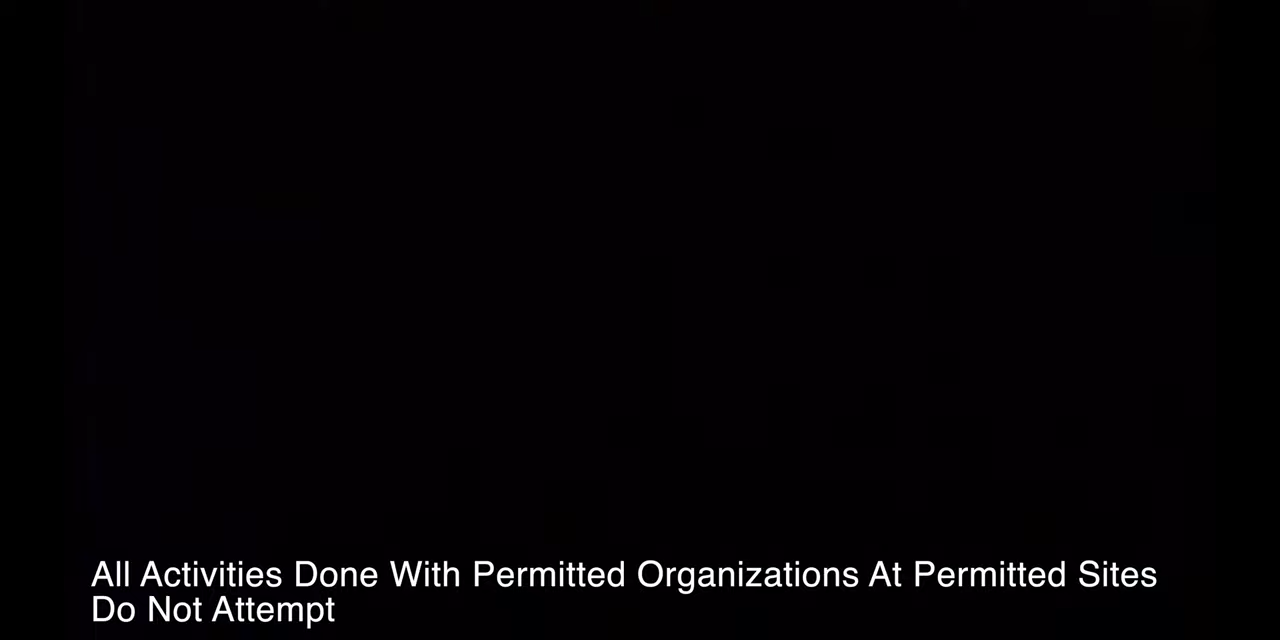 All Activities Done With Permitted Organizations At Permitted Sites
Do Not Attempt